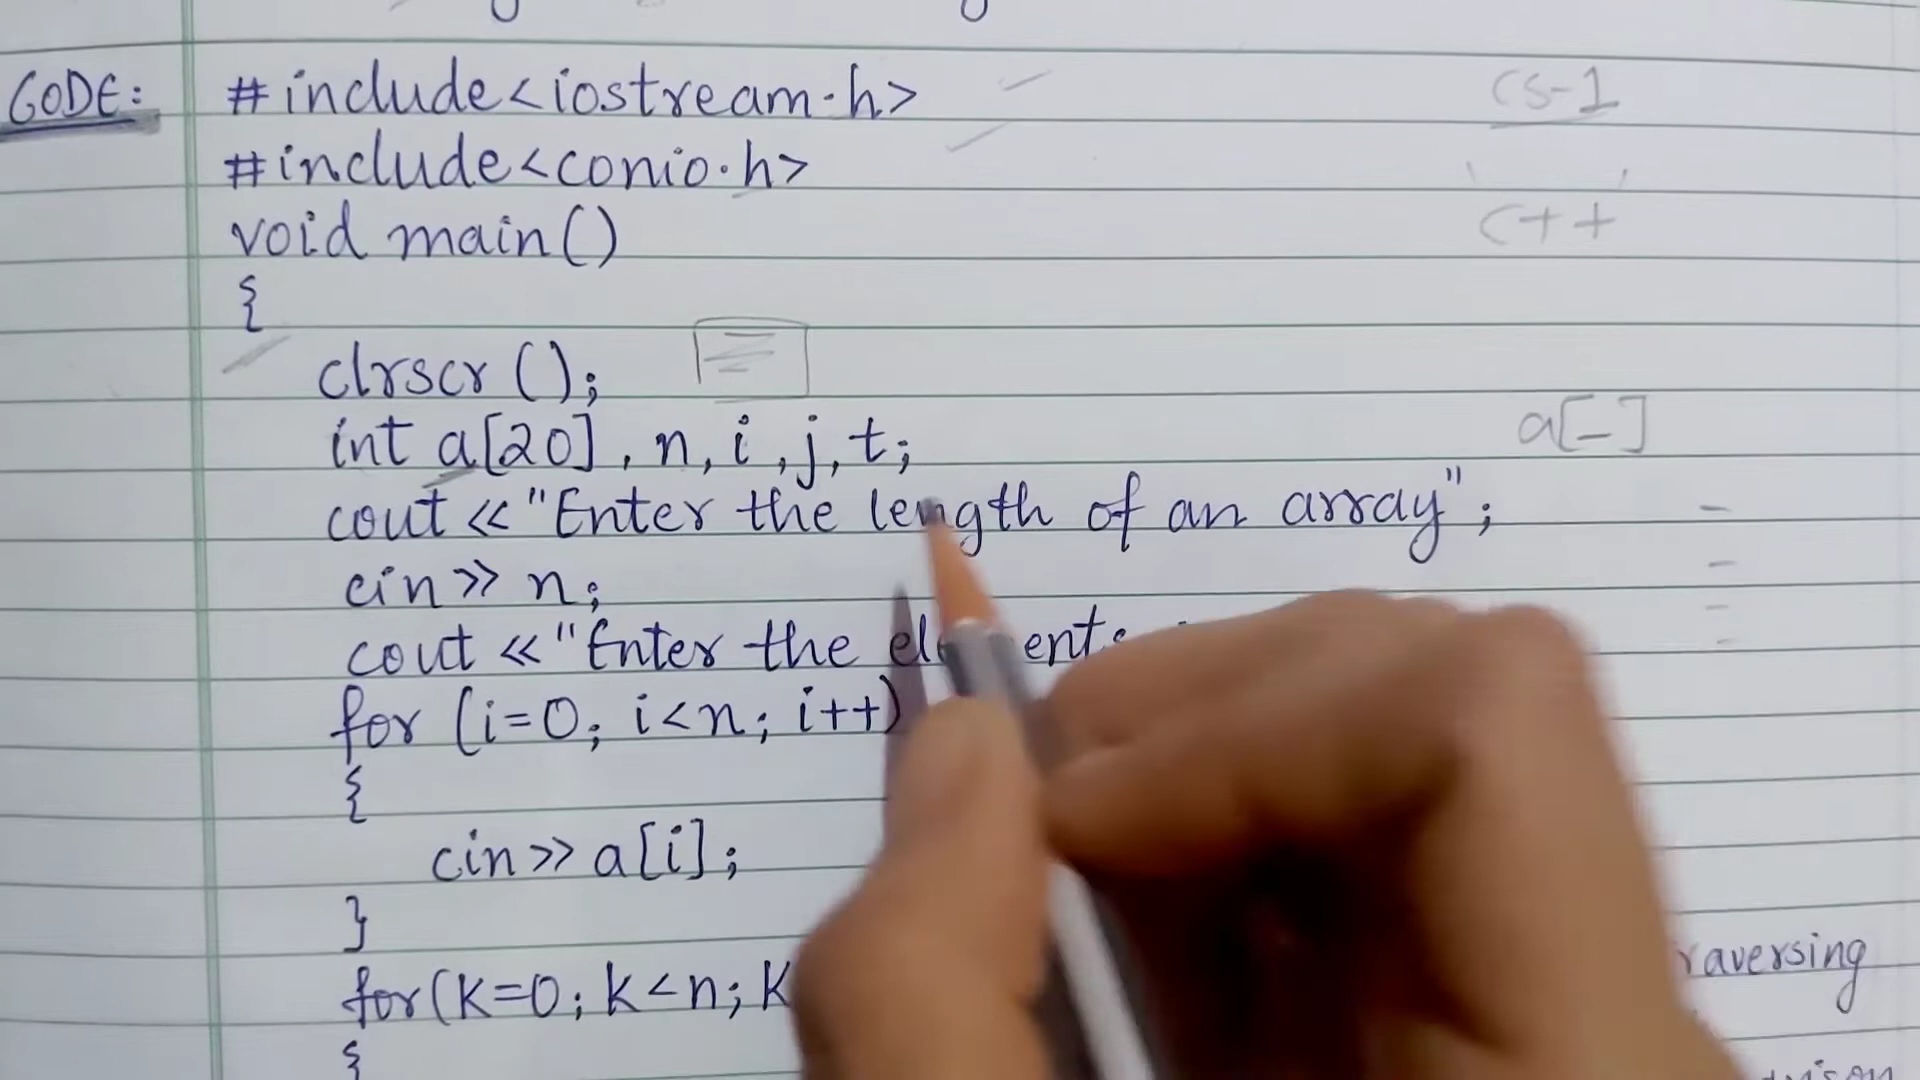 CODE: #include<iostream.h>
CS-1
#include<conio.h>
C++
void main()
{
clrscr();
int a[20], n, i, j, t;
a[-]
cout <<"Enter the length of an array";
cin>> n;
cout <<"Enter the elements
for (i=0; i<n; i++)
{
cin>> a[i];
}
raversing
for(K=0; k<n; K
{